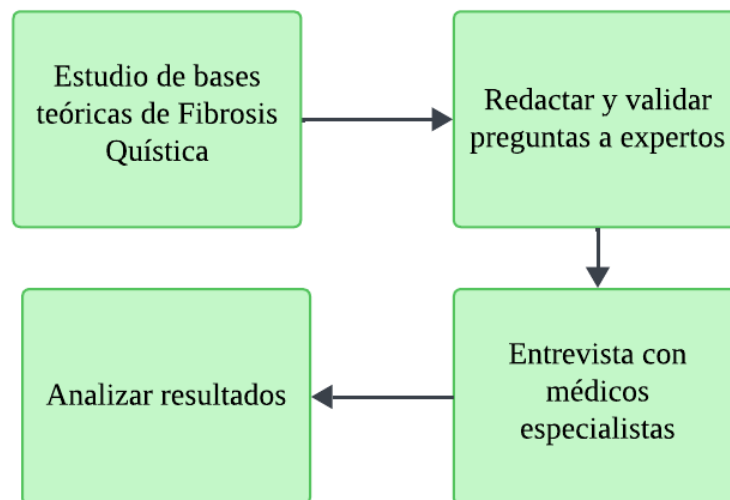 Estudio de bases
teóricas de Fibrosis
Quística
Redactar y validar
preguntas a expertos
Entrevista con
médicos
especialistas
Analizar resultados